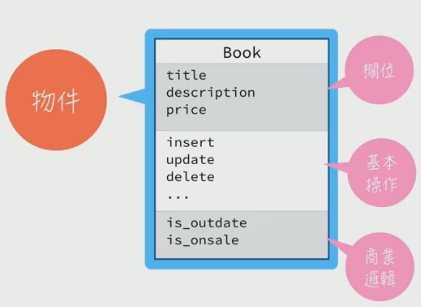 物件
Book
title
description
price
欄位
insert
update
delete
...
基本
操作
is_outdate
is_onsale
商業
邏輯